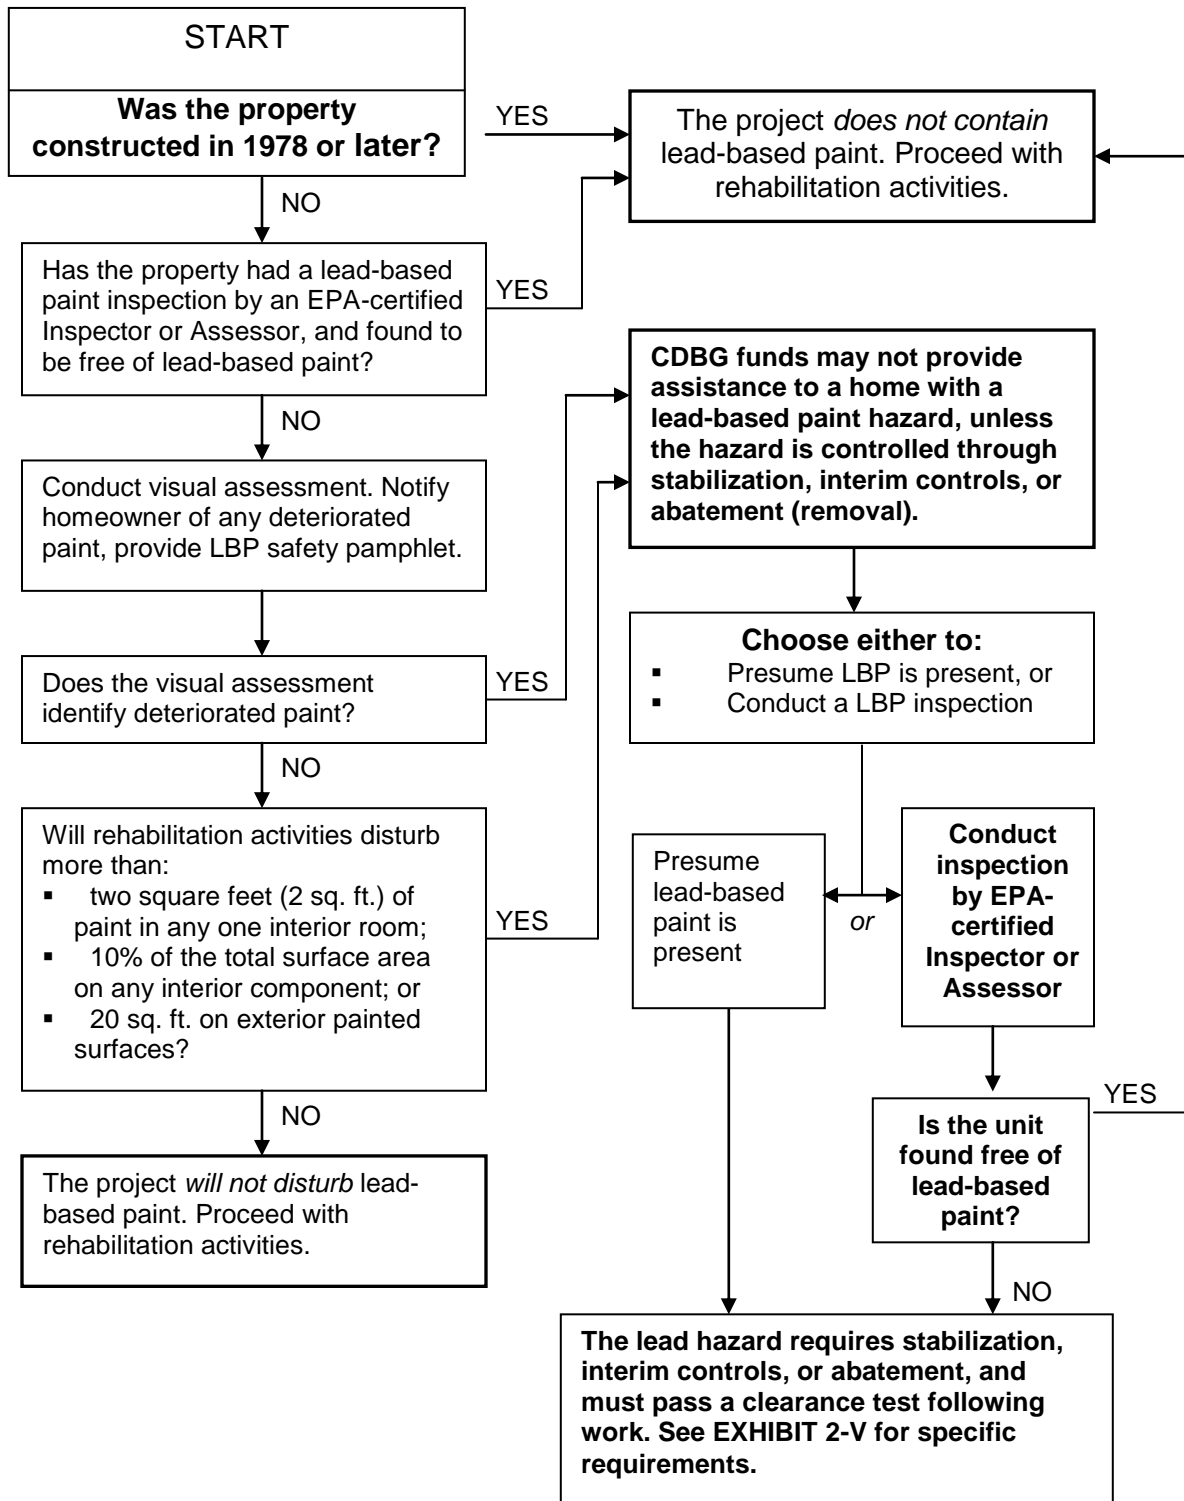 START
Was the property
constructed in 1978 or later?
YES
The project does not contain
lead-based paint. Proceed with
rehabilitation activities.
NO
Has the property had a lead-based
paint inspection by an EPA-certified
Inspector or Assessor, and found to
be free of lead-based paint?
YES
NO
CDBG funds may not provide
assistance to a home with a
lead-based paint hazard, unless
the hazard is controlled through
stabilization, interim controls, or
abatement (removal).
Conduct visual assessment. Notify
homeowner of any deteriorated
paint, provide LBP safety pamphlet.
Choose either to:
▪ Presume LBP is present, or
▪ Conduct a LBP inspection
Does the visual assessment
identify deteriorated paint?
YES
NO
Will rehabilitation activities disturb
more than:
▪ two square feet (2 sq. ft.) of
paint in any one interior room;
▪ 10% of the total surface area
on any interior component; or
▪ 20 sq. ft. on exterior painted
surfaces?
YES
NO
Presume
lead-based
paint is
present
or
Conduct
inspection
by EPA-
certified
Inspector or
Assessor
YES
Is the unit
found free of
lead-based
paint?
NO
The project will not disturb lead-
based paint. Proceed with
rehabilitation activities.
The lead hazard requires stabilization,
interim controls, or abatement, and
must pass a clearance test following
work. See EXHIBIT 2-V for specific
requirements.